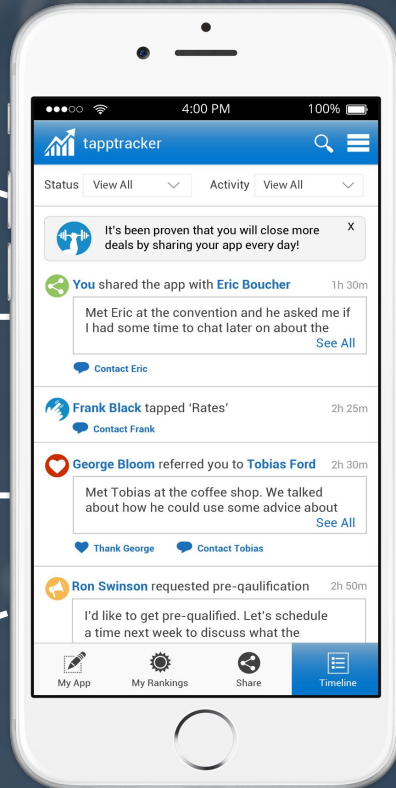 4:00 PM 100%
tapptracker
Status View All Activity View All
It's been proven that you will close more X
deals by sharing your app every day!
You shared the app with Eric Boucher 1h 30m
Met Eric at the convention and he asked me if
I had some time to chat later on about the
See All
Contact Eric
Frank Black tapped ‘Rates’ 2h 25m
Contact Frank
George Bloom referred you to Tobias Ford 2h 30m
Met Tobias at the coffee shop. We talked
about how he could use some advice about
See All
Thank George Contact Tobias
Ron Swinson requested pre-qaulification 2h 50m
I'd like to get pre-qualified. Let's schedule
a time next week to discuss what the
My App My Rankings Share Timeline